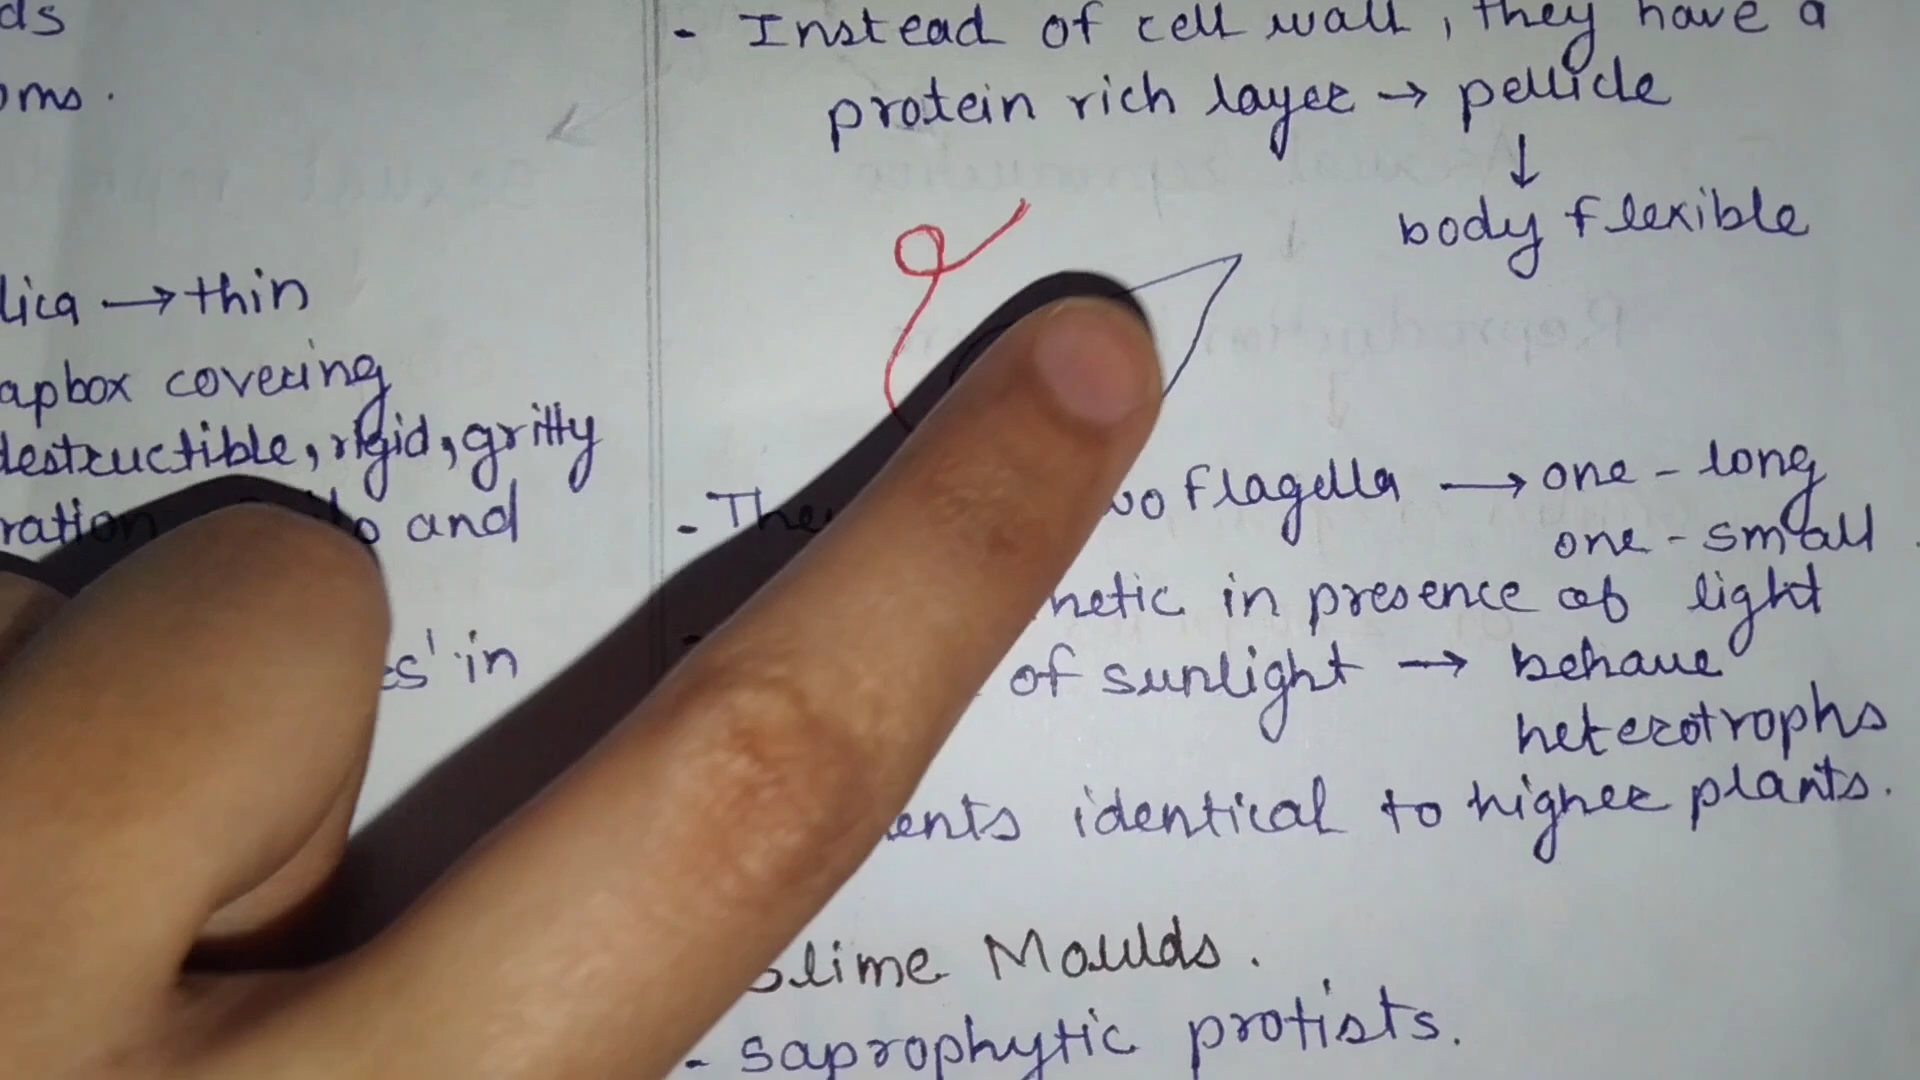 ds
oms.
lica → thin
apbox covering
destructible, rigid, gritty
ration and
es' in
- Instead of cell wall, they have a
protein rich layer → pellicle
↓
body flexible
- The wo flagella → one - long
one - small
netic in presence of light
of sunlight → behave
heterotrophs
ents identical to higher plants.
Slime Moulds.
- saprophytic protists.